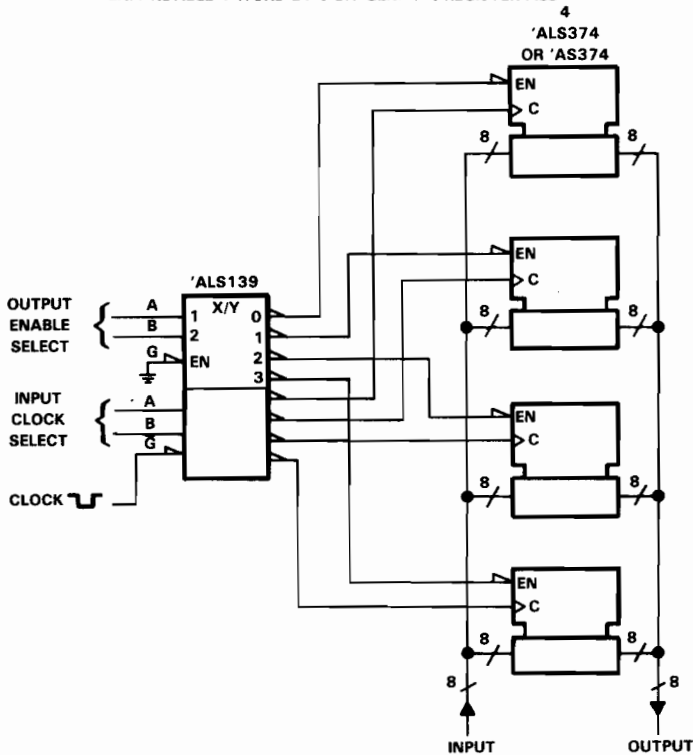 4
'ALS374
OR 'AS374
EN
C
8
8
EN
C
8
8
'ALS139
X/Y
OUTPUT
ENABLE
SELECT
A
B
G
1
2
EN
0
1
2
3
INPUT
CLOCK
SELECT
A
B
G
CLOCK
EN
C
8
8
EN
C
8
8
8
8
INPUT
OUTPUT